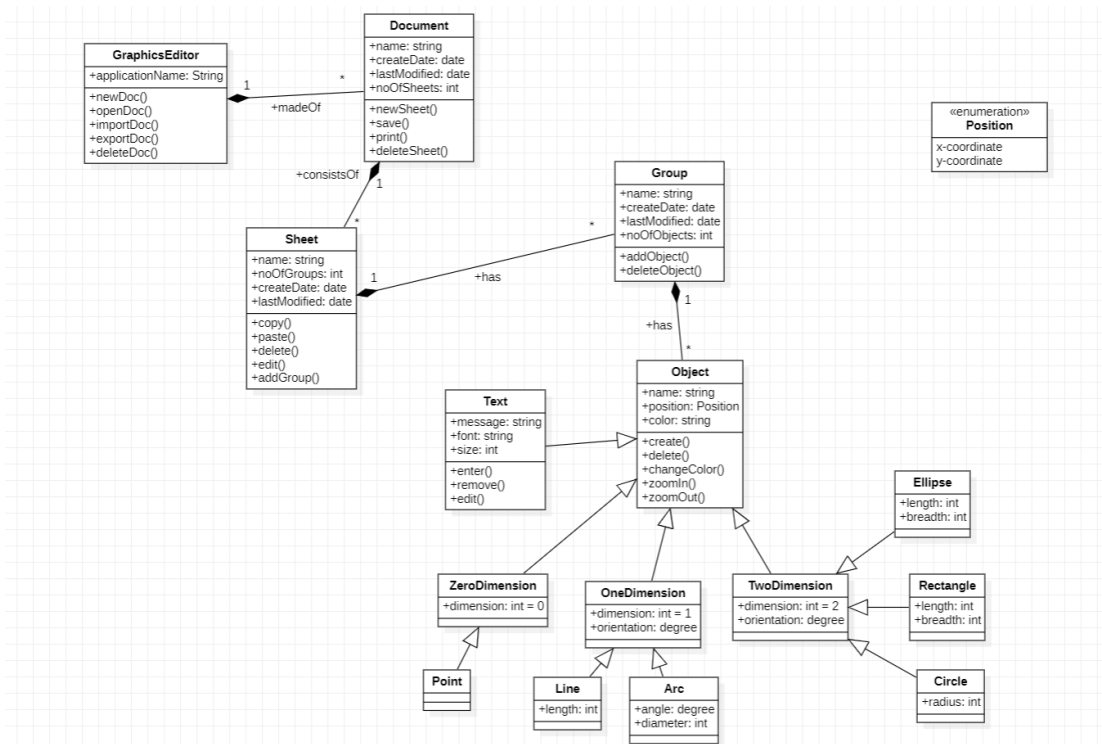 GraphicsEditor
+applicationName: String
+newDoc()
+openDoc()
+importDoc()
+exportDoc()
+deleteDoc()
1
*
+madeOf
Document
+name: string
+createDate: date
+lastModified: date
+noOfSheets: int
+newSheet()
+save()
+print()
+deleteSheet()
«enumeration»
Position
x-coordinate
y-coordinate
+consistsOf
1
*
Sheet
+name: string
+noOfGroups: int
+createDate: date
+lastModified: date
+copy()
+paste()
+delete()
+edit()
+addGroup()
1
*
+has
Group
+name: string
+createDate: date
+lastModified: date
+noOfObjects: int
+addObject()
+deleteObject()
1
+has
*
Object
+name: string
+position: Position
+color: string
+create()
+delete()
+changeColor()
+zoomIn()
+zoomOut()
Text
+message: string
+font: string
+size: int
+enter()
+remove()
+edit()
Ellipse
+length: int
+breadth: int
ZeroDimension
+dimension: int = 0
OneDimension
+dimension: int = 1
+orientation: degree
TwoDimension
+dimension: int = 2
+orientation: degree
Rectangle
+length: int
+breadth: int
Point
Line
+length: int
Arc
+angle: degree
+diameter: int
Circle
+radius: int